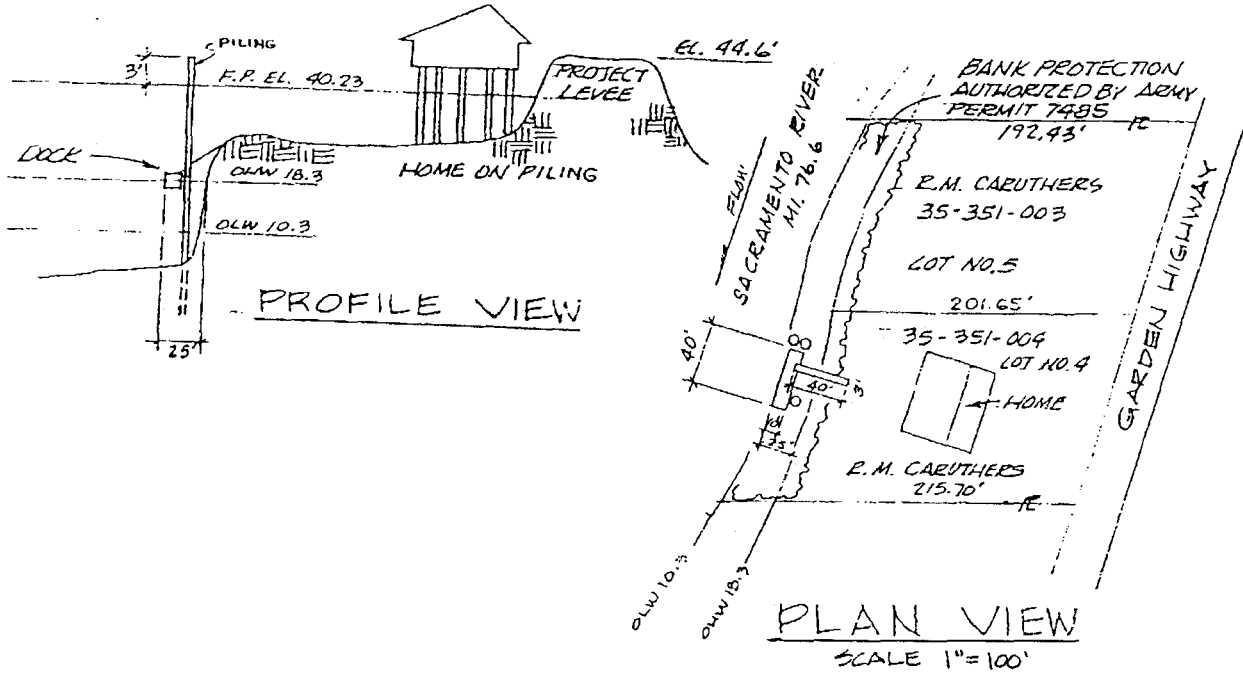 PILING
3'
F.P. EL. 40.23
DOCK
OHW 18.3
OLW 10.3
25'
HOME ON PILING
PROJECT
LEVEE
EL. 44.6'
PROFILE VIEW
BANK PROTECTION
AUTHORIZED BY ARMY
PERMIT 7485
192.43'
FLOW
SACRAMENTO RIVER
MI. 76.6
R.M. CARUTHERS
35-351-003
LOT NO.5
201.65'
35-351-004
LOT NO.4
HOME
40'
40'
3'
R.M. CARUTHERS
215.70'
GARDEN HIGHWAY
OLW 10.3
OHW 18.3
PLAN VIEW
SCALE 1"=100'